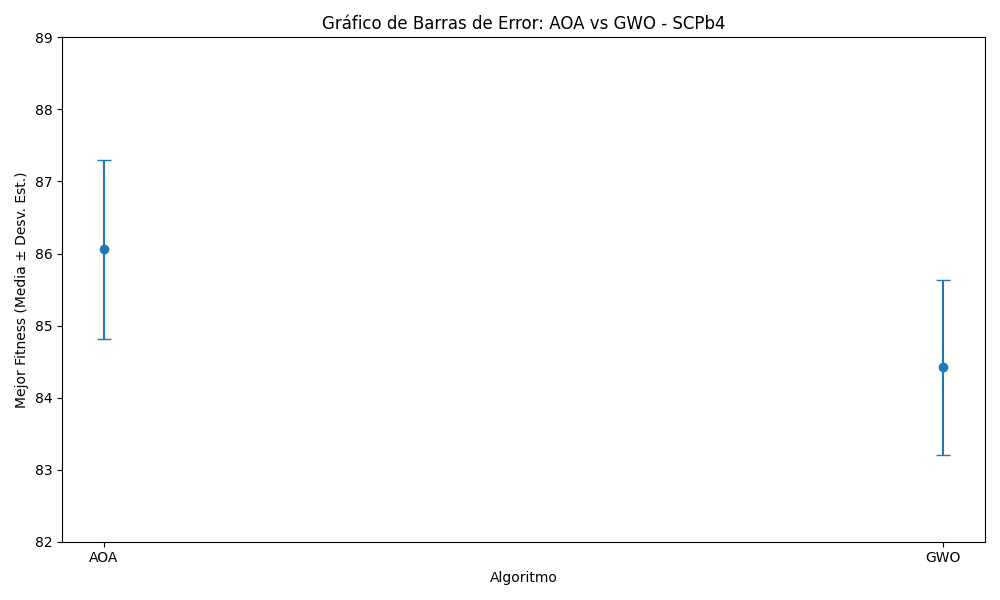 Gráfico de Barras de Error: AOA vs GWO - SCPb4
Mejor Fitness (Media ± Desv. Est.)
89
88
87
86
85
84
83
82
AOA
GWO
Algoritmo